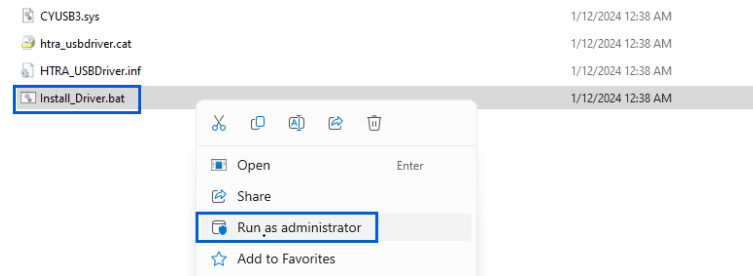 CYUSB3.sys 1/12/2024 12:38 AM
htra_usbdriver.cat 1/12/2024 12:38 AM
HTRA_USBDriver.inf 1/12/2024 12:38 AM
Install_Driver.bat 1/12/2024 12:38 AM
Open Enter
Share
Run as administrator
Add to Favorites